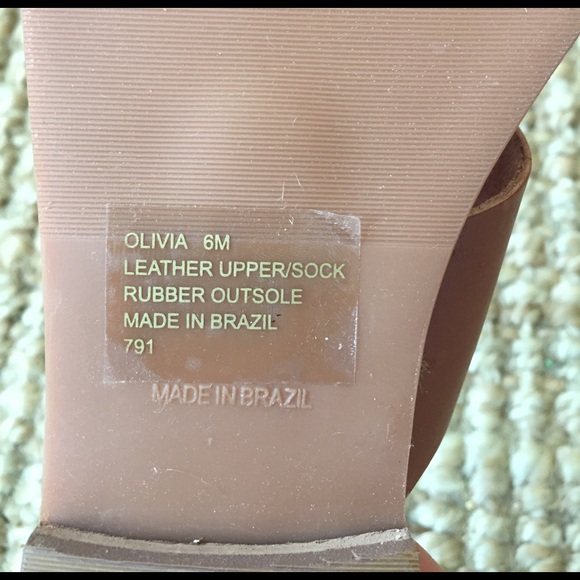 OLIVIA 6M
LEATHER UPPER/SOCK
RUBBER OUTSOLE
MADE IN BRAZIL
791
MADE IN BRAZIL